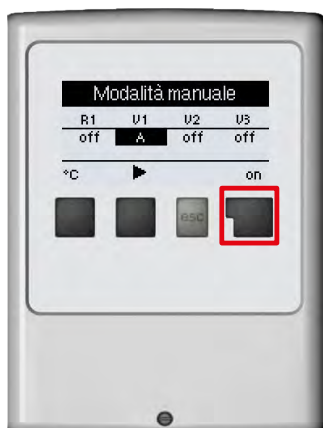 Modalità manuale
R1 V1 V2 V3
off A off off
°C ▶ on
esc